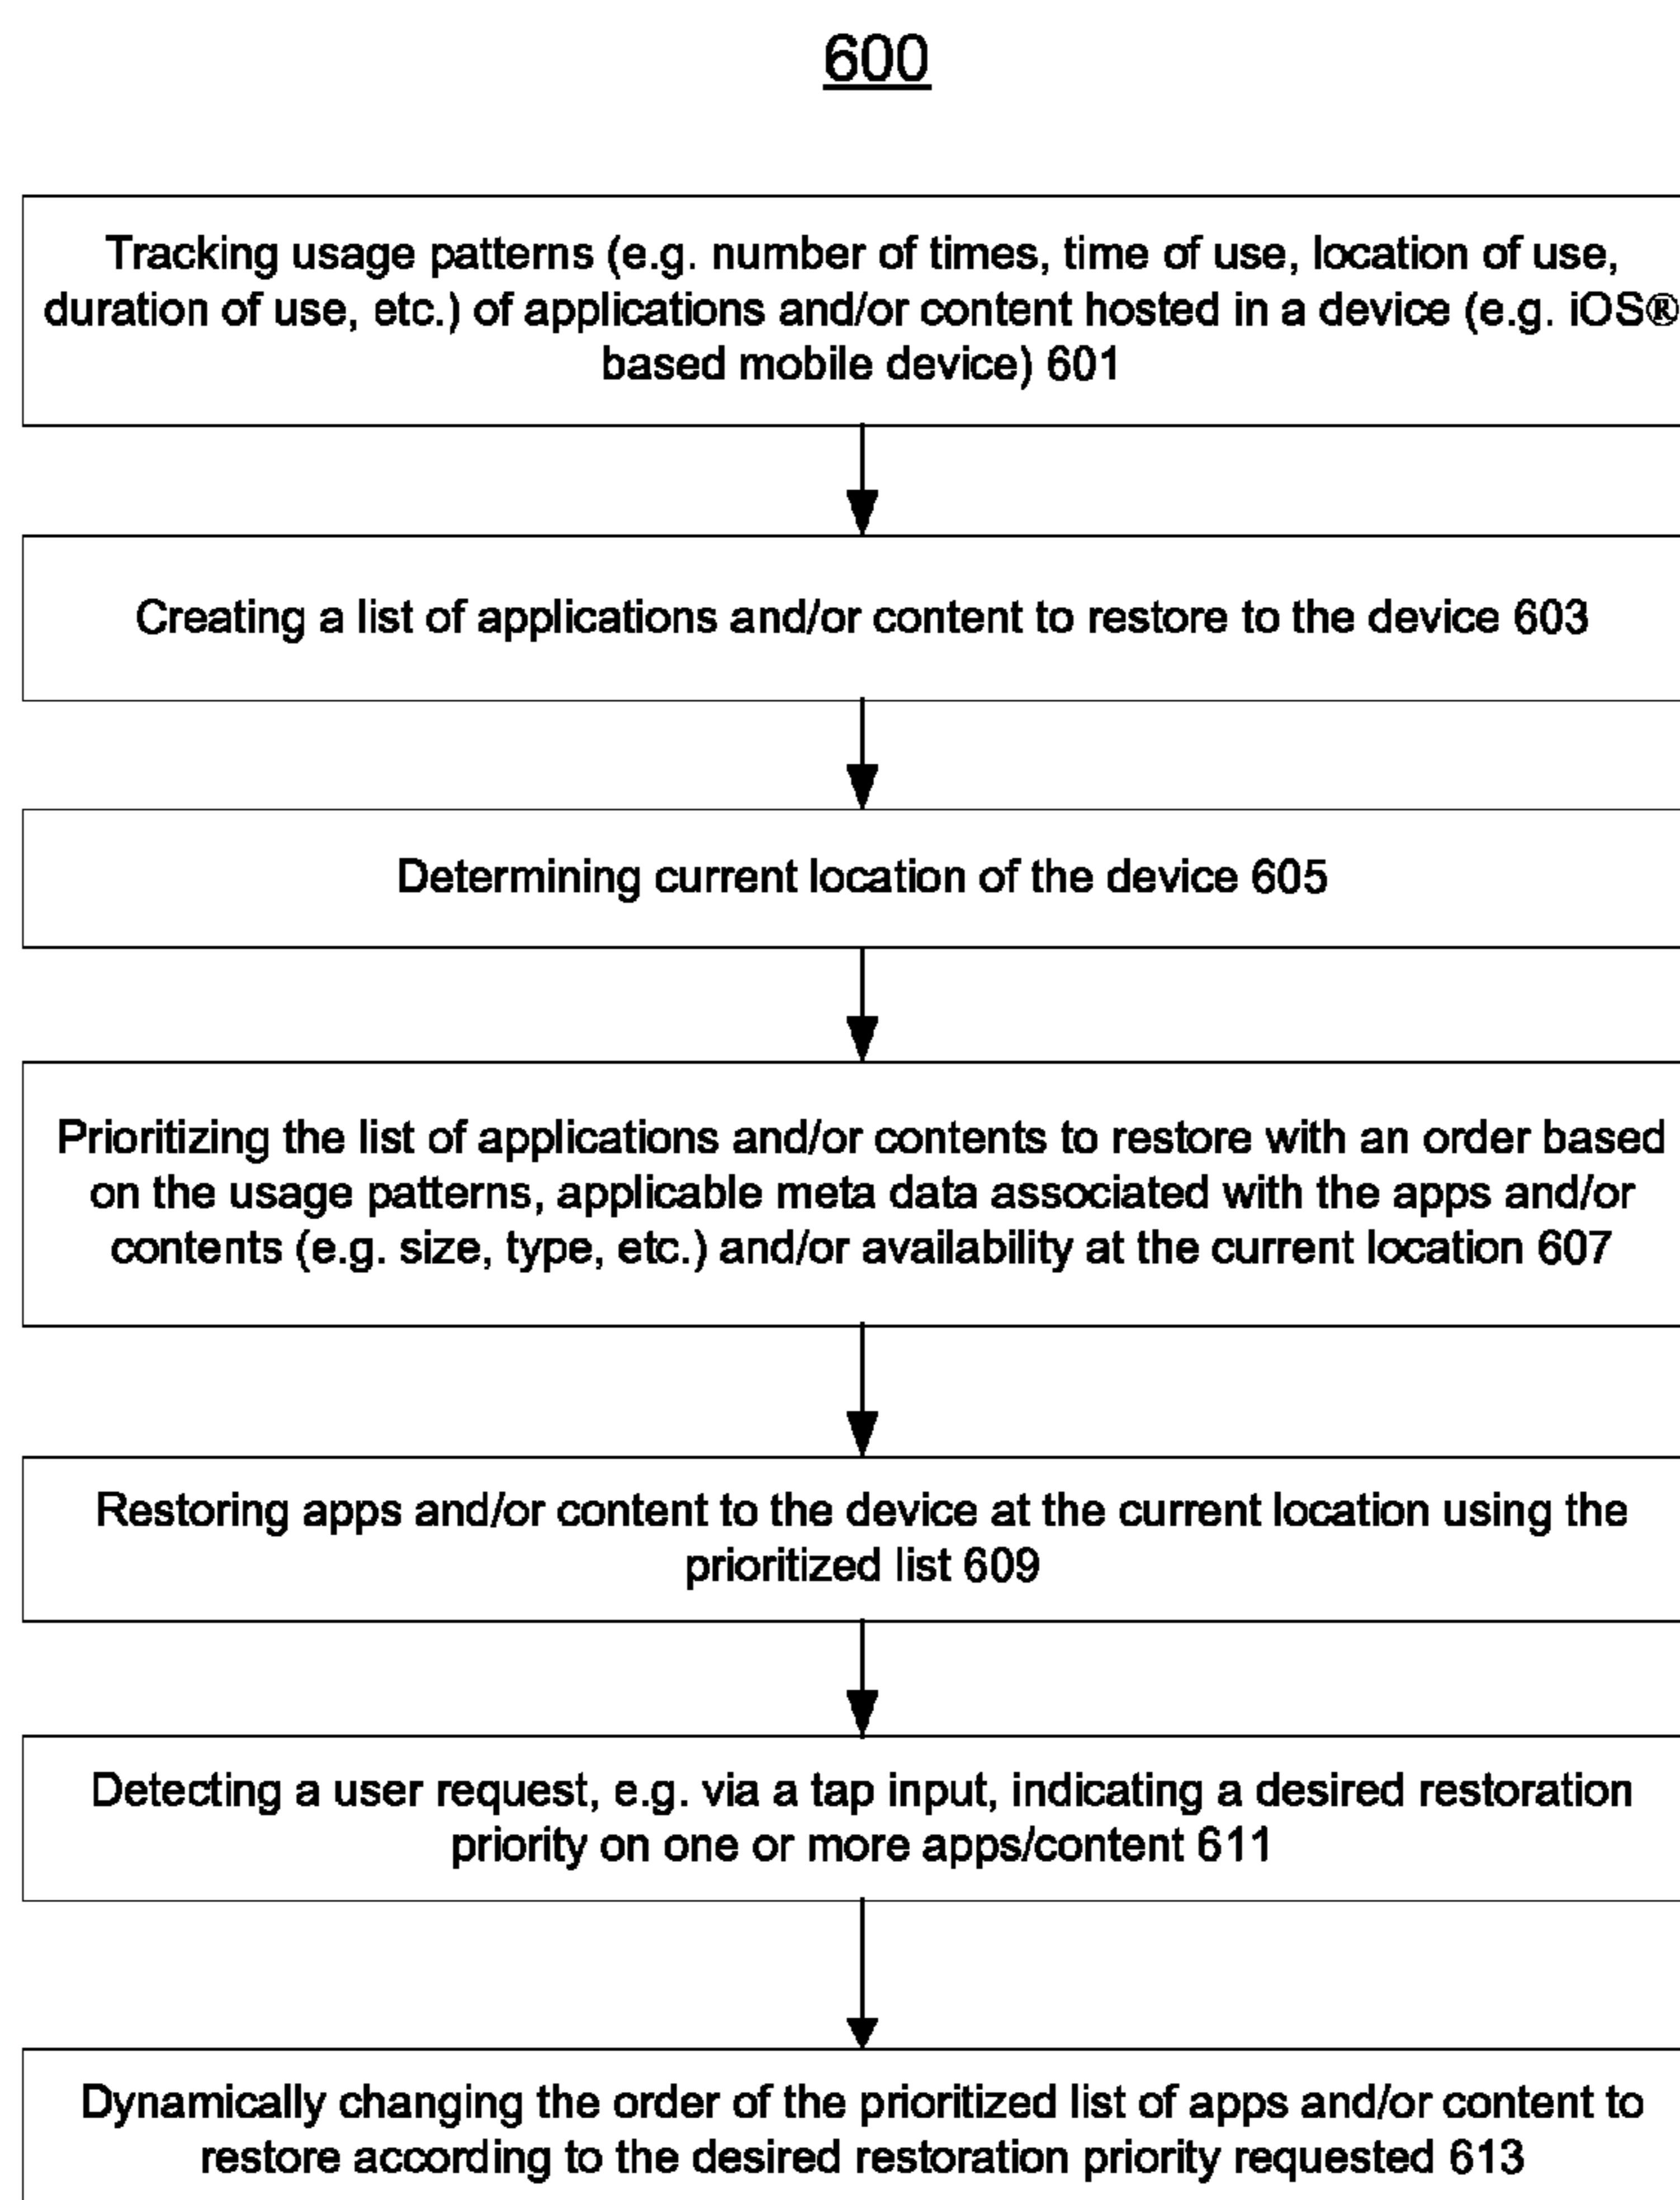 600
Tracking usage patterns (e.g. number of times, time of use, location of use,
duration of use, etc.) of applications and/or content hosted in a device (e.g. iOS®
based mobile device) 601
Creating a list of applications and/or content to restore to the device 603
Determining current location of the device 605
Prioritizing the list of applications and/or contents to restore with an order based
on the usage patterns, applicable meta data associated with the apps and/or
contents (e.g. size, type, etc.) and/or availability at the current location 607
Restoring apps and/or content to the device at the current location using the
prioritized list 609
Detecting a user request, e.g. via a tap input, indicating a desired restoration
priority on one or more apps/content 611
Dynamically changing the order of the prioritized list of apps and/or content to
restore according to the desired restoration priority requested 613